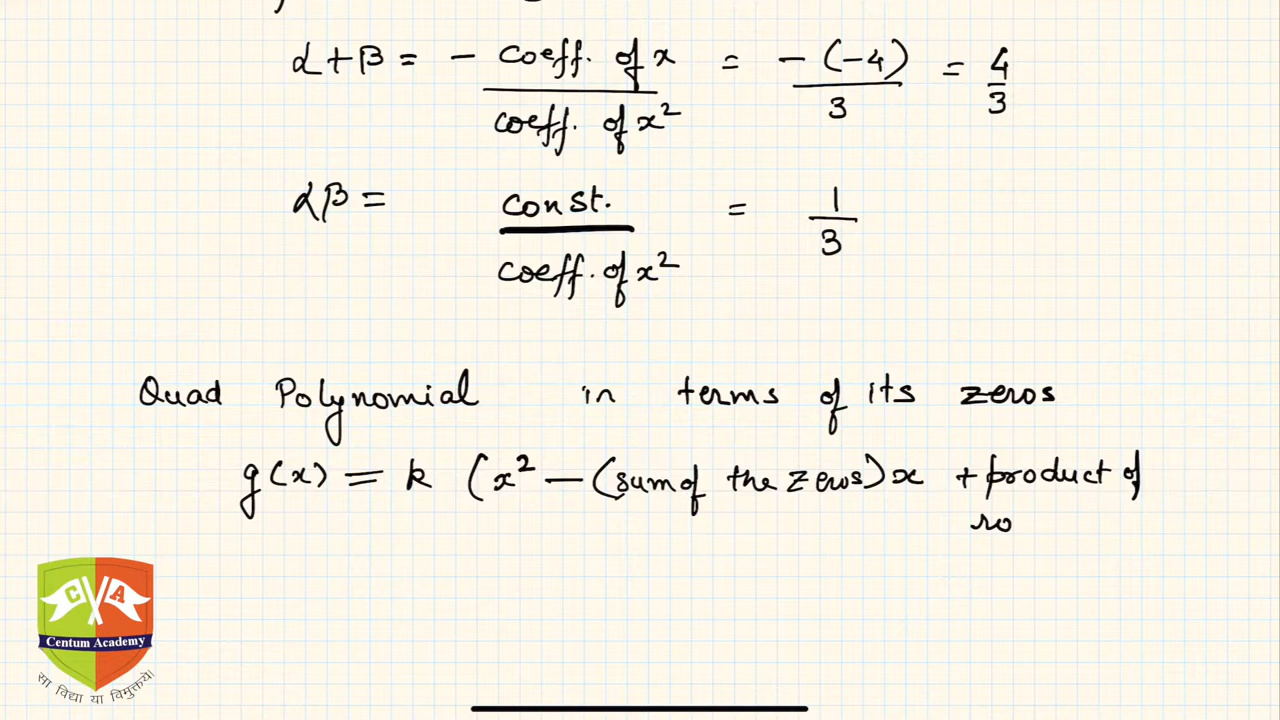 α + β = - coeff. of x / coeff. of x² = -(-4) / 3 = 4/3
αβ = const. / coeff. of x² = 1/3
Quad Polynomial in terms of its zeros
g(x) = k (x² - (sum of the zeros)x + product of
ro
C A
Centum Academy
सा विद्या या विमुक्तये।